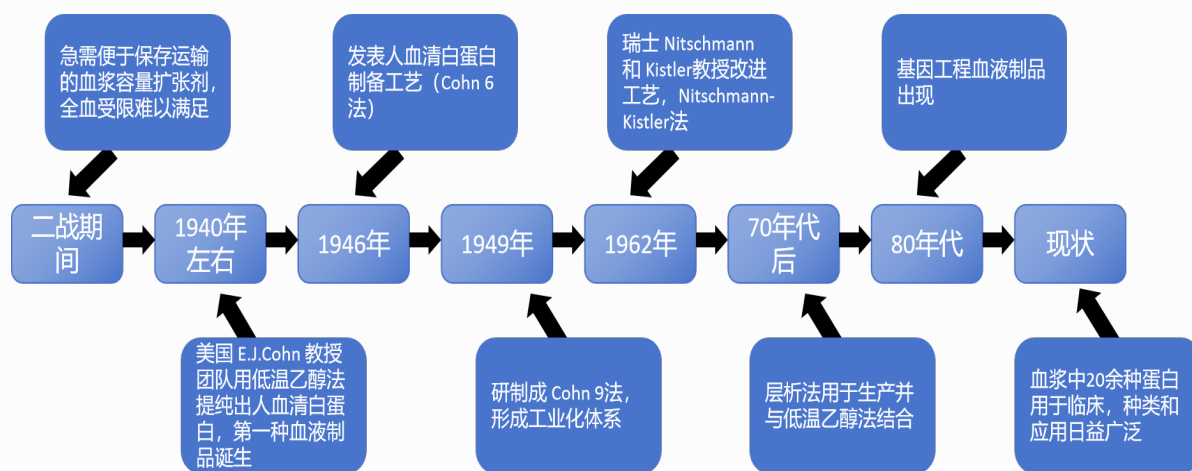 急需便于保存运输
的血浆容量扩张剂，
全血受限难以满足
发表人血清白蛋白
制备工艺（Cohn 6
法）
瑞士 Nitschmann
和 Kistler教授改进
工艺，Nitschmann-
Kistler法
基因工程血液制品
出现
二战期
间
1940年
左右
1946年
1949年
1962年
70年代
后
80年代
现状
美国 E.J.Cohn 教授
团队用低温乙醇法
提纯出人血清白蛋
白，第一种血液制
品诞生
研制成 Cohn 9法，
形成工业化体系
层析法用于生产并
与低温乙醇法结合
血浆中20余种蛋白
用于临床，种类和
应用日益广泛